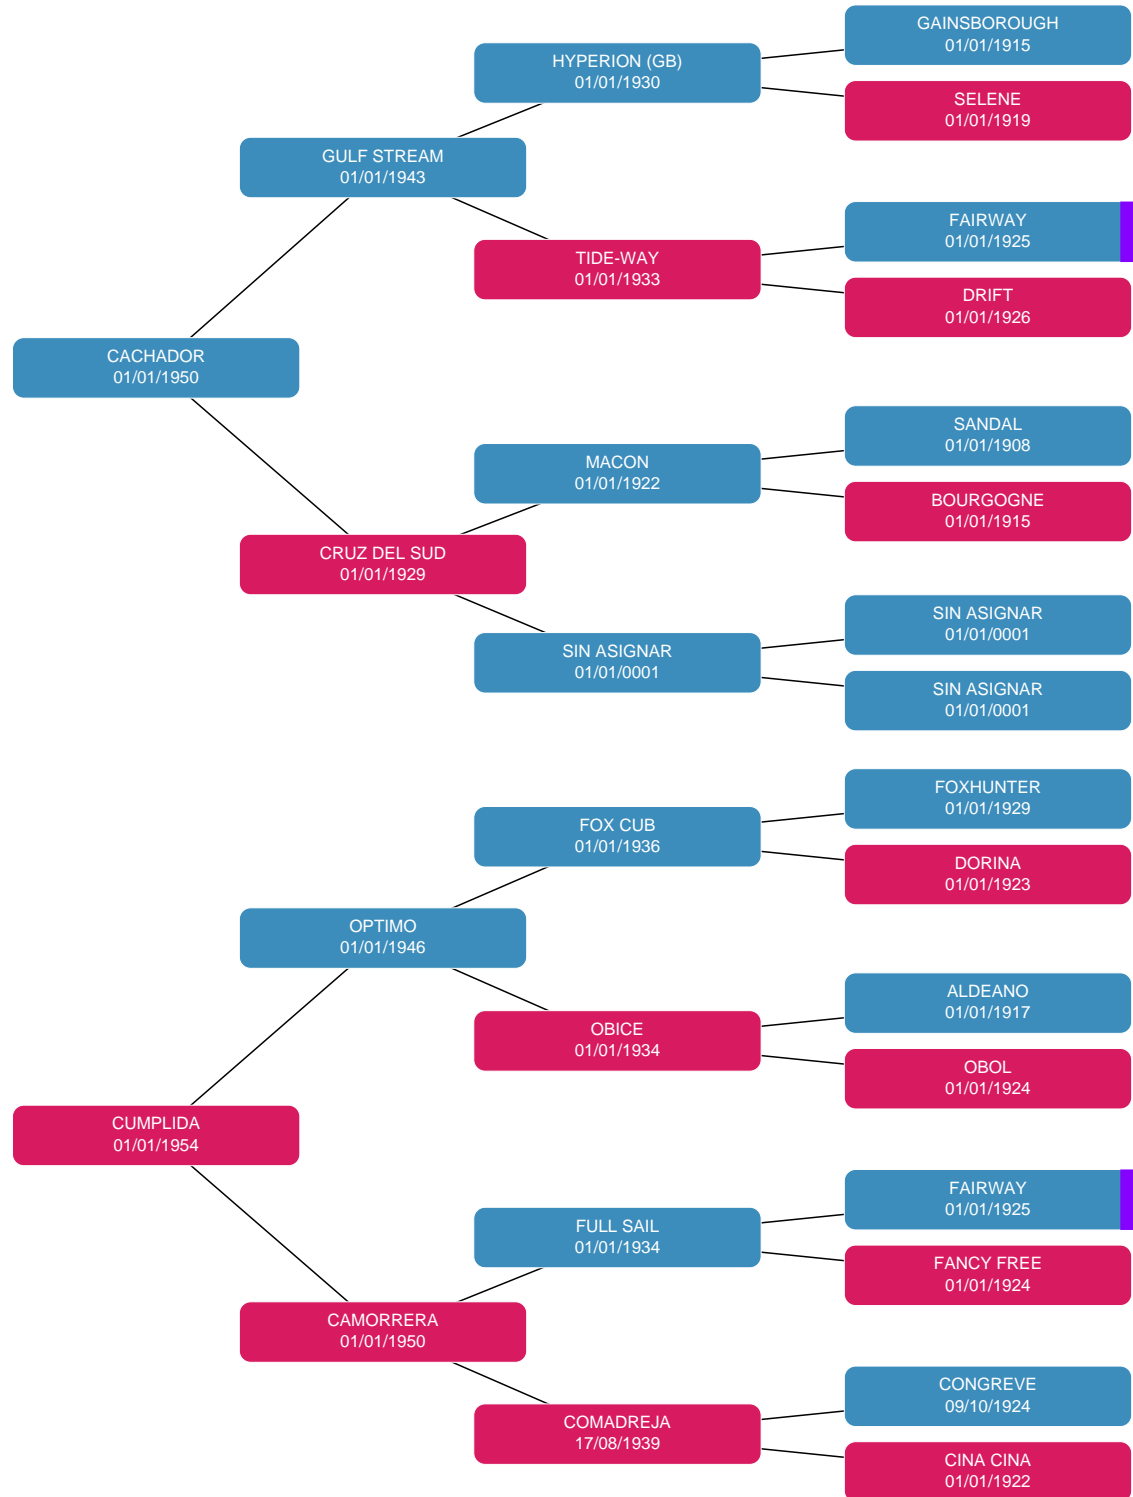 GAINSBOROUGH
01/01/1915
HYPERION (GB)
01/01/1930
SELENE
01/01/1919
GULF STREAM
01/01/1943
FAIRWAY
01/01/1925
TIDE-WAY
01/01/1933
DRIFT
01/01/1926
CACHADOR
01/01/1950
SANDAL
01/01/1908
MACON
01/01/1922
BOURGOGNE
01/01/1915
CRUZ DEL SUD
01/01/1929
SIN ASIGNAR
01/01/0001
SIN ASIGNAR
01/01/0001
SIN ASIGNAR
01/01/0001
FOXHUNTER
01/01/1929
FOX CUB
01/01/1936
DORINA
01/01/1923
OPTIMO
01/01/1946
ALDEANO
01/01/1917
OBICE
01/01/1934
OBOL
01/01/1924
CUMPLIDA
01/01/1954
FAIRWAY
01/01/1925
FULL SAIL
01/01/1934
FANCY FREE
01/01/1924
CAMORRERA
01/01/1950
CONGREVE
09/10/1924
COMADREJA
17/08/1939
CINA CINA
01/01/1922